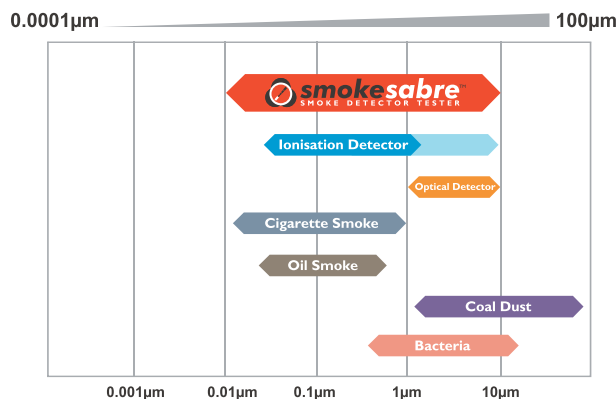 0.0001µm 100µm
smokesabre™
SMOKE DETECTOR TESTER
Ionisation Detector
Optical Detector
Cigarette Smoke
Oil Smoke
Coal Dust
Bacteria
0.001µm 0.01µm 0.1µm 1µm 10µm